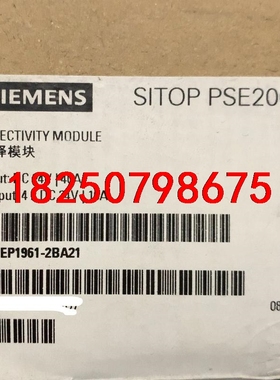 SIEMENS SITOP PSE20
ECTIVITY MODULE
择模块
18250798675
EP1961-2BA21
08